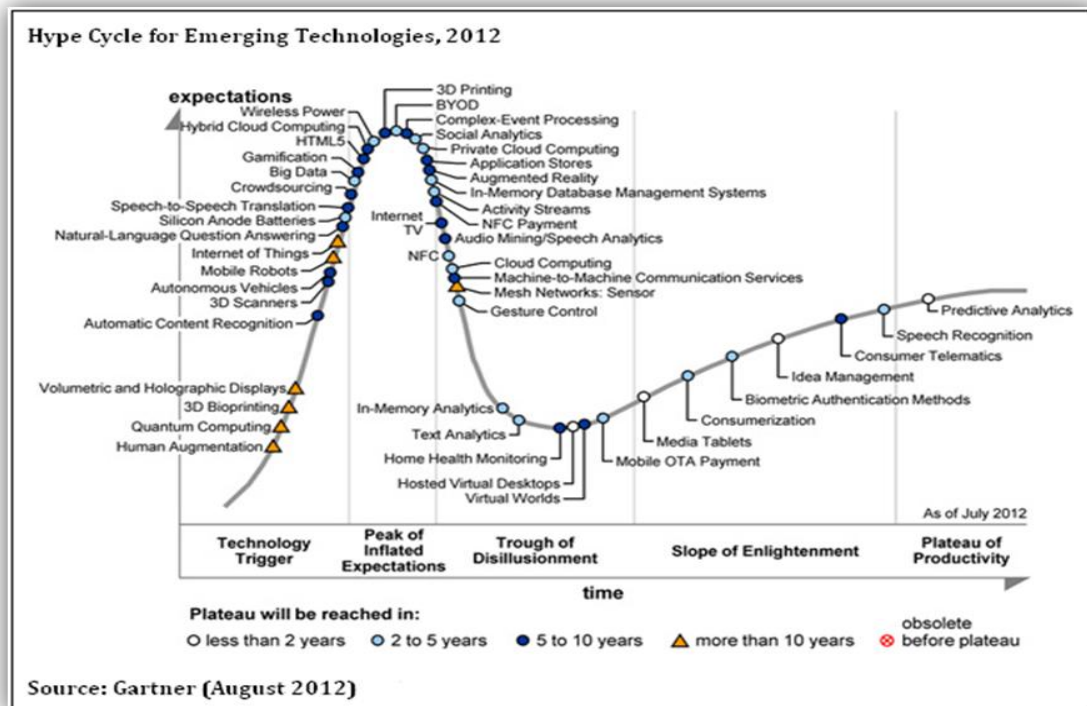 Hype Cycle for Emerging Technologies, 2012
expectations
3D Printing
BYOD
Complex-Event Processing
Social Analytics
Private Cloud Computing
Application Stores
Augmented Reality
In-Memory Database Management Systems
Activity Streams
NFC Payment
Audio Mining/Speech Analytics
Cloud Computing
Machine-to-Machine Communication Services
Mesh Networks: Sensor
Gesture Control
Wireless Power
Hybrid Cloud Computing
HTML5
Gamification
Big Data
Crowdsourcing
Speech-to-Speech Translation
Silicon Anode Batteries
Natural-Language Question Answering
Internet of Things
Mobile Robots
Autonomous Vehicles
3D Scanners
Automatic Content Recognition
Volumetric and Holographic Displays
3D Bioprinting
Quantum Computing
Human Augmentation
Internet
TV
NFC
In-Memory Analytics
Text Analytics
Home Health Monitoring
Hosted Virtual Desktops
Virtual Worlds
Mobile OTA Payment
Media Tablets
Consumerization
Biometric Authentication Methods
Idea Management
Consumer Telematics
Speech Recognition
Predictive Analytics
As of July 2012
Technology
Trigger
Peak of
Inflated
Expectations
Trough of
Disillusionment
Slope of Enlightenment
Plateau of
Productivity
time
Plateau will be reached in:
less than 2 years
2 to 5 years
5 to 10 years
more than 10 years
obsolete
before plateau
Source: Gartner (August 2012)